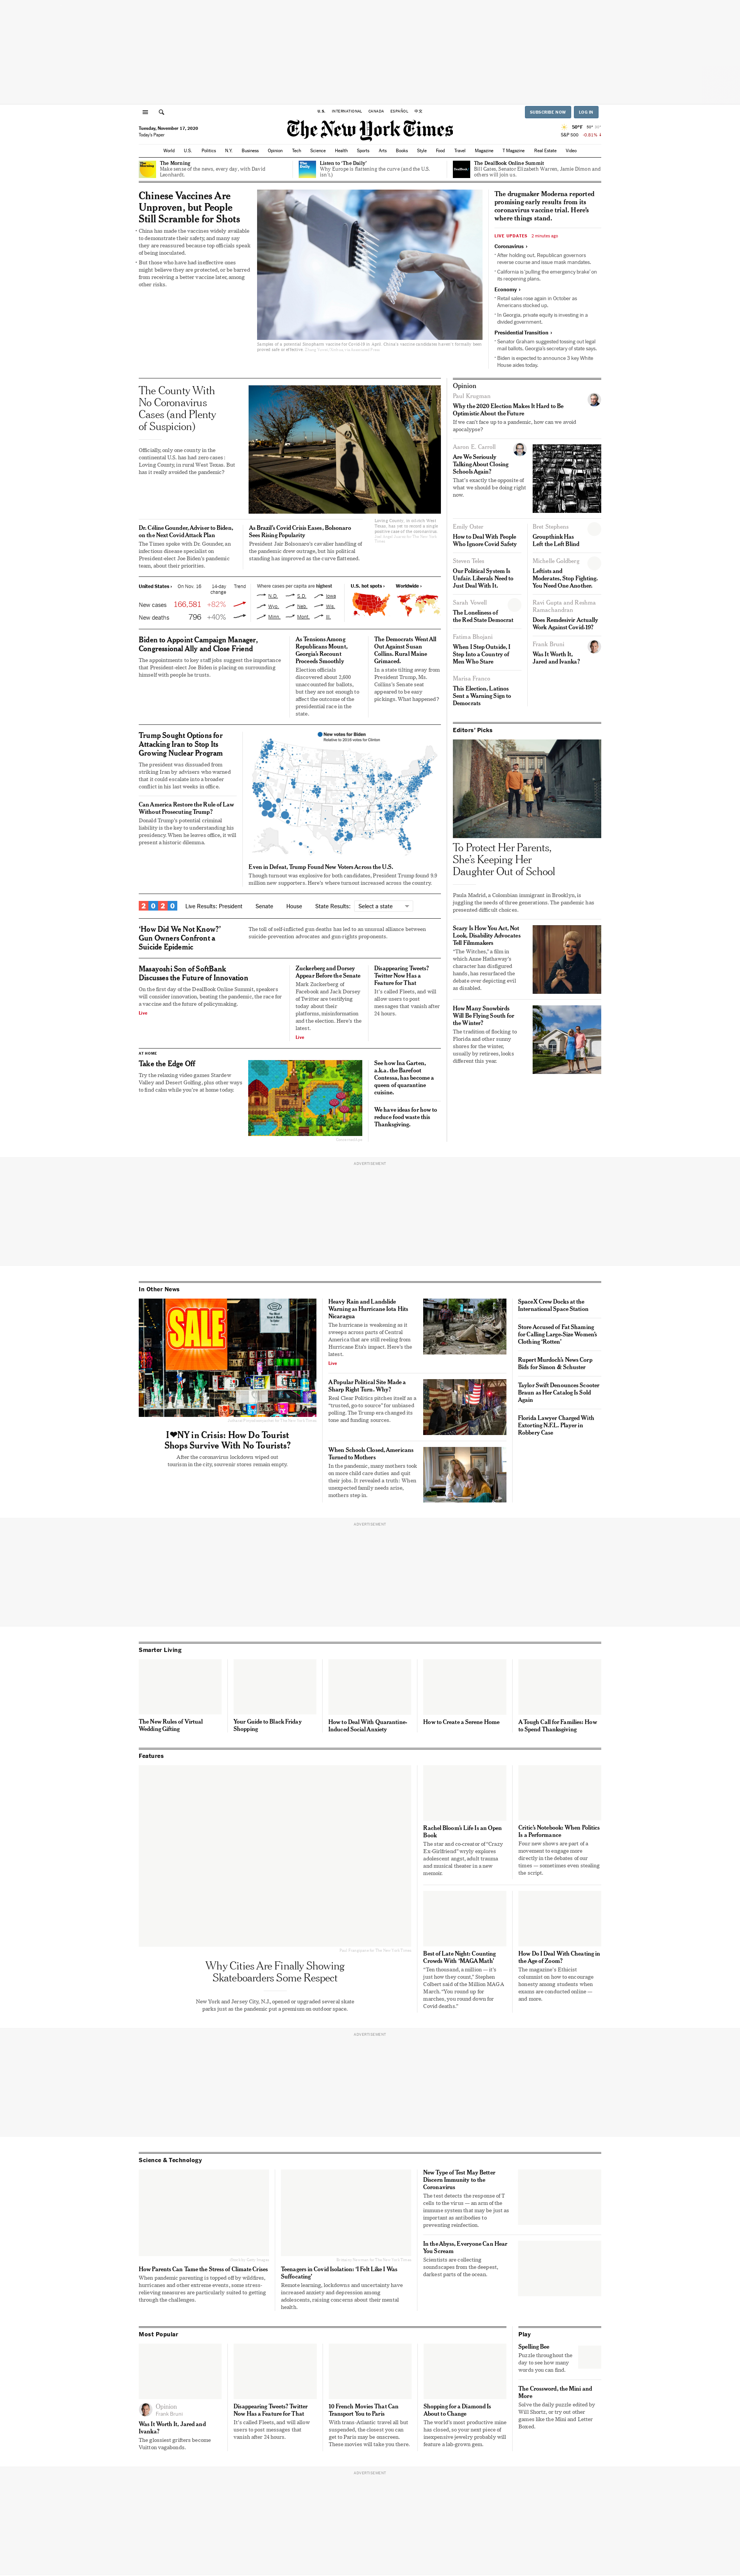 U.S.
INTERNATIONAL
CANADA
ESPAÑOL
中文
SUBSCRIBE NOW
LOG IN
Tuesday, November 17, 2020
Today's Paper
The New York Times
50°F
S&P 500
-0.81%
World U.S. Politics N.Y. Business Opinion Tech Science Health Sports Arts Books Style Food Travel Magazine T Magazine Real Estate Video
The Morning
Make sense of the news, every day, with David
Leonhardt.
Listen to 'The Daily'
Why Europe is flattening the curve (and the U.S.
isn't.)
The DealBook Online Summit
Bill Gates, Senator Elizabeth Warren, Jamie Dimon and
others will join us.
Chinese Vaccines Are
Unproven, but People
Still Scramble for Shots
China has made the vaccines widely available
to demonstrate their safety, and many say
they are reassured because top officials speak
of being inoculated.
But those who have had ineffective ones
might believe they are protected, or be barred
from receiving a better vaccine later, among
other risks.
Samples of a potential Sinopharm vaccine for Covid-19 in April. China's vaccine candidates haven't formally been
proved safe or effective.
The drugmaker Moderna reported
promising early results from its
coronavirus vaccine trial. Here's
where things stand.
LIVE UPDATES 2 minutes ago
Coronavirus ›
After holding out, Republican governors
reverse course and issue mask mandates.
California is 'pulling the emergency brake' on
its reopening plans.
Economy ›
Retail sales rose again in October as
Americans stocked up.
In Georgia, private equity is investing in a
divided government.
Presidential Transition ›
Senator Graham suggested tossing out legal
mail ballots, Georgia's secretary of state says.
Biden is expected to announce 3 key White
House aides today.
The County With
No Coronavirus
Cases (and Plenty
of Suspicion)
Officially, only one county in the
continental U.S. has had zero cases:
Loving County, in rural West Texas. But
has it really avoided the pandemic?
Dr. Céline Gounder, Adviser to Biden,
on the Next Covid Attack Plan
The Times spoke with Dr. Gounder, an
infectious disease specialist on
President-elect Joe Biden's pandemic
team, about their priorities.
As Brazil's Covid Crisis Eases, Bolsonaro
Sees Rising Popularity
President Jair Bolsonaro's cavalier handling of
the pandemic drew outrage, but his political
standing has improved as the curve flattened.
Loving County, in oil-rich West
Texas, has yet to record a single
positive case of the coronavirus.
United States › On Nov. 16 14-day
change Trend
New cases 166,581 +82%
New deaths 796 +40%
Where cases per capita are highest
N.D. S.D. Iowa
Wyo. Neb. Wis.
Minn. Mont. Ill.
U.S. hot spots ›
Worldwide ›
Biden to Appoint Campaign Manager,
Congressional Ally and Close Friend
The appointments to key staff jobs suggest the importance
that President-elect Joe Biden is placing on surrounding
himself with people he trusts.
As Tensions Among
Republicans Mount,
Georgia's Recount
Proceeds Smoothly
Election officials
discovered about 2,600
unaccounted-for ballots,
but they are not enough to
affect the outcome of the
presidential race in the
state.
The Democrats Went All
Out Against Susan
Collins. Rural Maine
Grimaced.
In a state tilting away from
President Trump, Ms.
Collins's Senate seat
appeared to be easy
pickings. What happened?
Trump Sought Options for
Attacking Iran to Stop Its
Growing Nuclear Program
The president was dissuaded from
striking Iran by advisers who warned
that it could escalate into a broader
conflict in his last weeks in office.
Can America Restore the Rule of Law
Without Prosecuting Trump?
Donald Trump's potential criminal
liability is the key to understanding his
presidency. When he leaves office, it will
present a historic dilemma.
New votes for Biden
Relative to 2016 votes for Clinton
Even in Defeat, Trump Found New Voters Across the U.S.
Though turnout was explosive for both candidates, President Trump found 9.9
million new supporters. Here's where turnout increased across the country.
2020
Live Results: President Senate House State Results: Select a state
'How Did We Not Know?'
Gun Owners Confront a
Suicide Epidemic
The toll of self-inflicted gun deaths has led to an unusual alliance between
suicide-prevention advocates and gun-rights proponents.
Masayoshi Son of SoftBank
Discusses the Future of Innovation
On the first day of the DealBook Online Summit, speakers
will consider innovation, beating the pandemic, the race for
a vaccine and the future of policymaking.
Live
Zuckerberg and Dorsey
Appear Before the Senate
Mark Zuckerberg of
Facebook and Jack Dorsey
of Twitter are testifying
today about their
platforms, misinformation
and the election. Here's the
latest.
Live
Disappearing Tweets?
Twitter Now Has a
Feature for That
It's called Fleets, and will
allow users to post
messages that vanish after
24 hours.
AT HOME
Take the Edge Off
Try the relaxing video games Stardew
Valley and Desert Golfing, plus other ways
to find calm while you're at home today.
See how Ina Garten,
a.k.a. the Barefoot
Contessa, has become a
queen of quarantine
cuisine.
We have ideas for how to
reduce food waste this
Thanksgiving.
Opinion
Paul Krugman
Why the 2020 Election Makes It Hard to Be
Optimistic About the Future
If we can't face up to a pandemic, how can we avoid
apocalypse?
Aaron E. Carroll
Are We Seriously
Talking About Closing
Schools Again?
That's exactly the opposite of
what we should be doing right
now.
Emily Oster
How to Deal With People
Who Ignore Covid Safety
Steven Teles
Our Political System Is
Unfair. Liberals Need to
Just Deal With It.
Sarah Vowell
The Loneliness of
the Red State Democrat
Fatima Bhojani
When I Step Outside, I
Step Into a Country of
Men Who Stare
Marisa Franco
This Election, Latinos
Sent a Warning Sign to
Democrats
Bret Stephens
Groupthink Has
Left the Left Blind
Michelle Goldberg
Leftists and
Moderates, Stop Fighting.
You Need One Another.
Ravi Gupta and Reshma
Ramachandran
Does Remdesivir Actually
Work Against Covid-19?
Frank Bruni
Was It Worth It,
Jared and Ivanka?
Editors' Picks
To Protect Her Parents,
She's Keeping Her
Daughter Out of School
Paula Madrid, a Colombian immigrant in Brooklyn, is
juggling the needs of three generations. The pandemic has
presented difficult choices.
Scary Is How You Act, Not
Look, Disability Advocates
Tell Filmmakers
"The Witches," a film in
which Anne Hathaway's
character has disfigured
hands, has resurfaced the
debate over depicting evil
as disabled.
How Many Snowbirds
Will Be Flying South for
the Winter?
The tradition of flocking to
Florida and other sunny
shores for the winter,
usually by retirees, looks
different this year.
ADVERTISEMENT
In Other News
SALE
I❤NY in Crisis: How Do Tourist
Shops Survive With No Tourists?
After the coronavirus lockdown wiped out
tourism in the city, souvenir stores remain empty.
Heavy Rain and Landslide
Warning as Hurricane Iota Hits
Nicaragua
The hurricane is weakening as it
sweeps across parts of Central
America that are still reeling from
Hurricane Eta's impact. Here's the
latest.
Live
A Popular Political Site Made a
Sharp Right Turn. Why?
Real Clear Politics pitches itself as a
"trusted, go-to source" for unbiased
polling. The Trump era changed its
tone and funding sources.
When Schools Closed, Americans
Turned to Mothers
In the pandemic, many mothers took
on more child care duties and quit
their jobs. It revealed a truth: When
unexpected family needs arise,
mothers step in.
SpaceX Crew Docks at the
International Space Station
Store Accused of Fat Shaming
for Calling Large-Size Women's
Clothing 'Rotten'
Rupert Murdoch's News Corp
Bids for Simon & Schuster
Taylor Swift Denounces Scooter
Braun as Her Catalog Is Sold
Again
Florida Lawyer Charged With
Extorting N.F.L. Player in
Robbery Case
ADVERTISEMENT
Smarter Living
The New Rules of Virtual
Wedding Gifting
Your Guide to Black Friday
Shopping
How to Deal With Quarantine-
Induced Social Anxiety
How to Create a Serene Home
A Tough Call for Families: How
to Spend Thanksgiving
Features
Why Cities Are Finally Showing
Skateboarders Some Respect
New York and Jersey City, N.J., opened or upgraded several skate
parks just as the pandemic put a premium on outdoor space.
Rachel Bloom's Life Is an Open
Book
The star and co-creator of "Crazy
Ex-Girlfriend" wryly explores
adolescent angst, adult trauma
and musical theater in a new
memoir.
Critic's Notebook: When Politics
Is a Performance
Four new shows are part of a
movement to engage more
directly in the debates of our
times — sometimes even stealing
the script.
Best of Late Night: Counting
Crowds With 'MAGA Math'
"Ten thousand, a million — it's
just how they count," Stephen
Colbert said of the Million MAGA
March. "You round up for
marches, you round down for
Covid deaths."
How Do I Deal With Cheating in
the Age of Zoom?
The magazine's Ethicist
columnist on how to encourage
honesty among students when
exams are conducted online —
and more.
ADVERTISEMENT
Science & Technology
How Parents Can Tame the Stress of Climate Crises
When pandemic parenting is topped off by wildfires,
hurricanes and other extreme events, some stress-
relieving measures are particularly suited to getting
through the challenges.
Teenagers in Covid Isolation: 'I Felt Like I Was
Suffocating'
Remote learning, lockdowns and uncertainty have
increased anxiety and depression among
adolescents, raising concerns about their mental
health.
New Type of Test May Better
Discern Immunity to the
Coronavirus
The test detects the response of T
cells to the virus — an arm of the
immune system that may be just as
important as antibodies to
preventing reinfection.
In the Abyss, Everyone Can Hear
You Scream
Scientists are collecting
soundscapes from the deepest,
darkest parts of the ocean.
Most Popular
Opinion
Frank Bruni
Was It Worth It, Jared and
Ivanka?
The glossiest grifters become
Vuitton vagabonds.
Disappearing Tweets? Twitter
Now Has a Feature for That
It's called Fleets, and will allow
users to post messages that
vanish after 24 hours.
10 French Movies That Can
Transport You to Paris
With trans-Atlantic travel all but
suspended, the closest you can
get to Paris may be onscreen.
These movies will take you there.
Shopping for a Diamond Is
About to Change
The world's most productive mine
has closed, so your next piece of
inexpensive jewelry probably will
feature a lab-grown gem.
Play
Spelling Bee
Puzzle throughout the
day to see how many
words you can find.
The Crossword, the Mini and
More
Solve the daily puzzle edited by
Will Shortz, or try out other
games like the Mini and Letter
Boxed.
ADVERTISEMENT